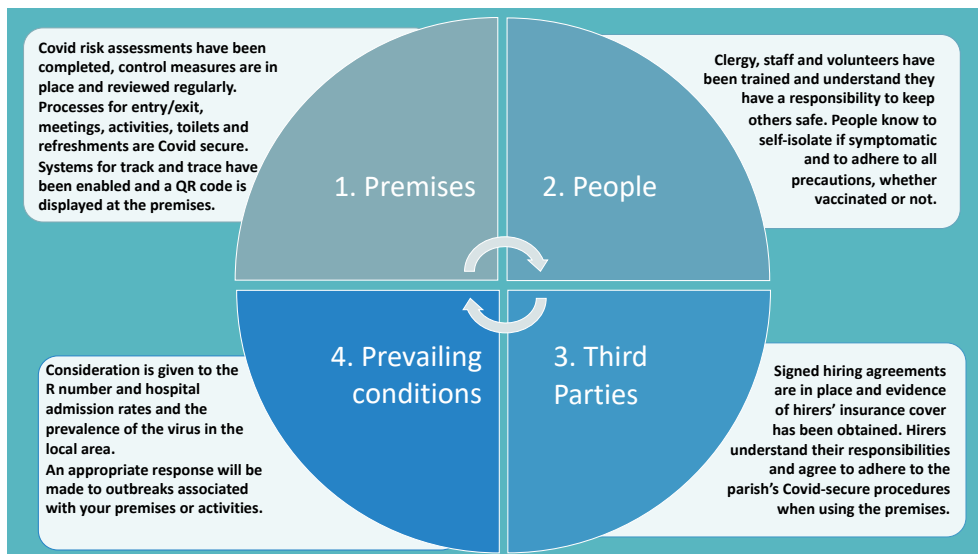 Covid risk assessments have been
completed, control measures are in
place and reviewed regularly.
Processes for entry/exit,
meetings, activities, toilets and
refreshments are Covid secure.
Systems for track and trace have
been enabled and a QR code is
displayed at the premises.
1. Premises
Clergy, staff and volunteers have
been trained and understand they
have a responsibility to keep
others safe. People know to
self-isolate if symptomatic
and to adhere to all
precautions, whether
vaccinated or not.
2. People
Signed hiring agreements
are in place and evidence
of hirers’ insurance cover
has been obtained. Hirers
understand their responsibilities
and agree to adhere to the
parish’s Covid-secure procedures
when using the premises.
3. Third
Parties
Consideration is given to the
R number and hospital
admission rates and the
prevalence of the virus in the
local area.
An appropriate response will be
made to outbreaks associated
with your premises or activities.
4. Prevailing
conditions